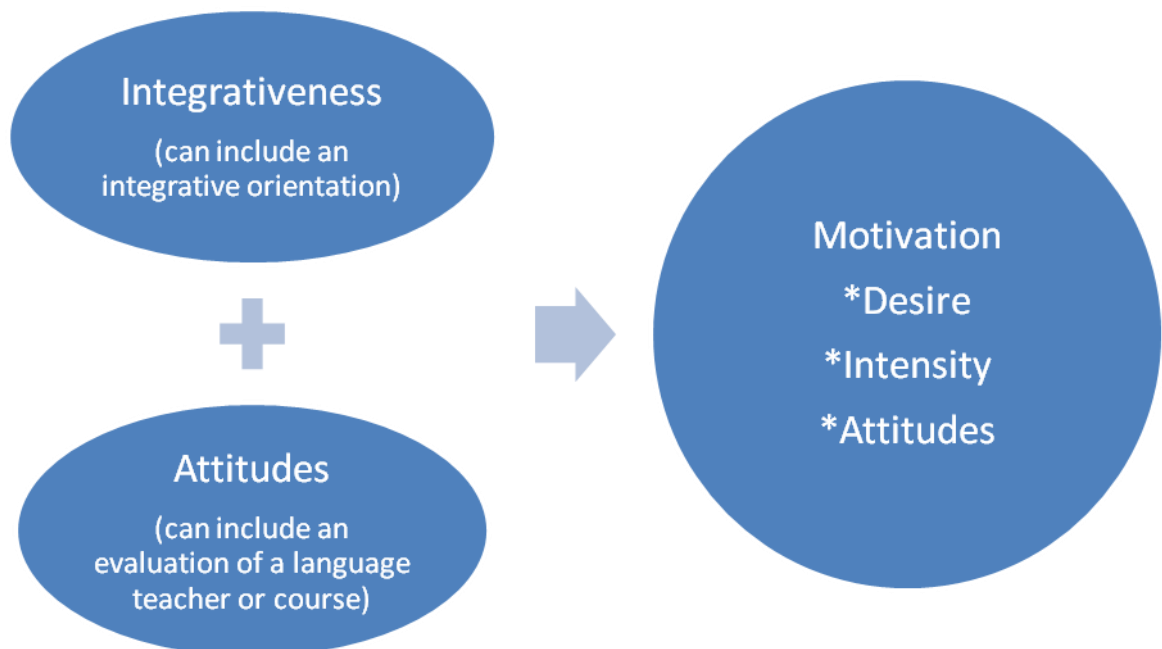 Integrativeness
(can include an
integrative orientation)
Attitudes
(can include an
evaluation of a language
teacher or course)
Motivation
*Desire
*Intensity
*Attitudes